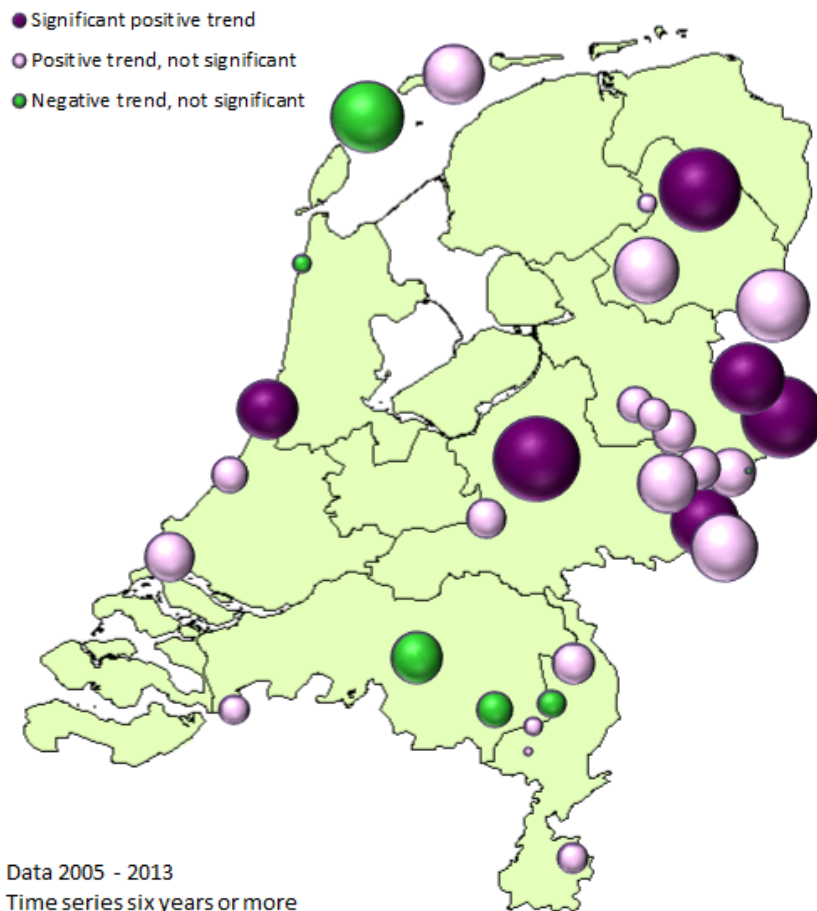 Significant positive trend
Positive trend, not significant
Negative trend, not significant
Data 2005 - 2013
Time series six years or more